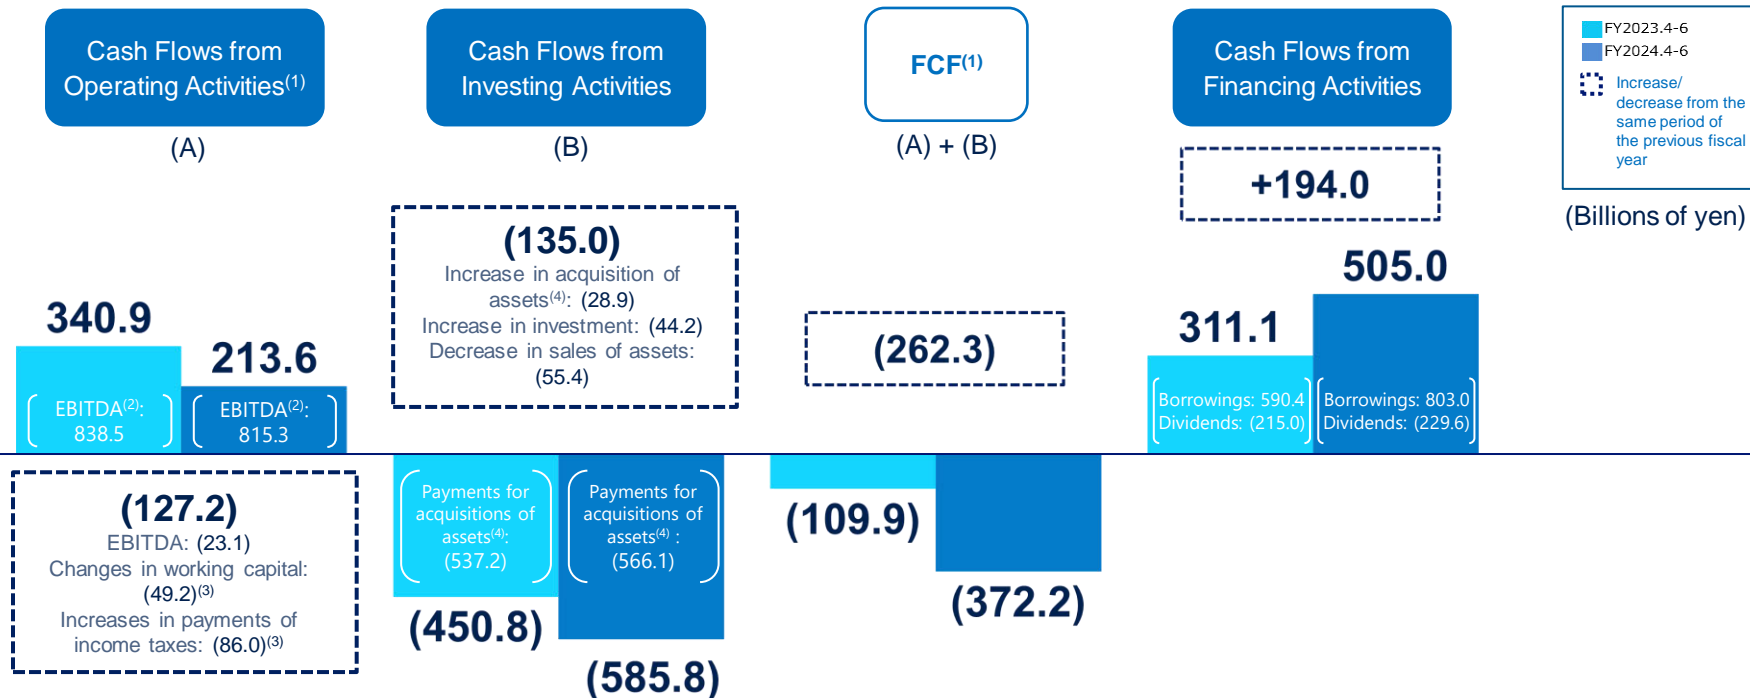 Cash Flows from
Operating Activities(1)
(A)
Cash Flows from
Investing Activities
(B)
FCF(1)
(A) + (B)
Cash Flows from
Financing Activities
FY2023.4-6
FY2024.4-6
Increase/
decrease from the
same period of
the previous fiscal
year
(Billions of yen)
340.9
213.6
EBITDA(2):
838.5
EBITDA(2):
815.3
(127.2)
EBITDA: (23.1)
Changes in working capital:
(49.2)(3)
Increases in payments of
income taxes: (86.0)(3)
(135.0)
Increase in acquisition of
assets(4): (28.9)
Increase in investment: (44.2)
Decrease in sales of assets:
(55.4)
Payments for
acquisitions of
assets(4):
(537.2)
Payments for
acquisitions of
assets(4) :
(566.1)
(450.8)
(585.8)
(262.3)
(109.9)
(372.2)
+194.0
311.1
505.0
Borrowings: 590.4
Dividends: (215.0)
Borrowings: 803.0
Dividends: (229.6)